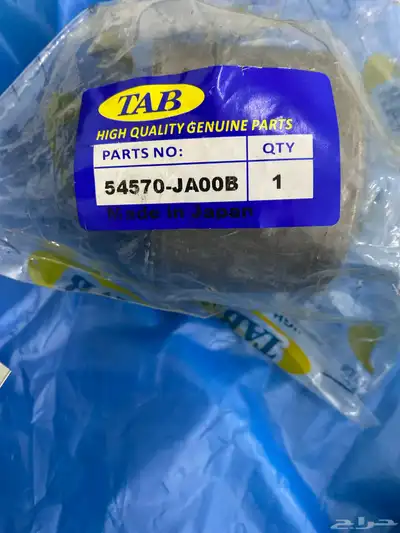 TAB
HIGH QUALITY GENUINE PARTS
PARTS NO: QTY
54570-JA00B 1
Made in Japan
TAB
حراج